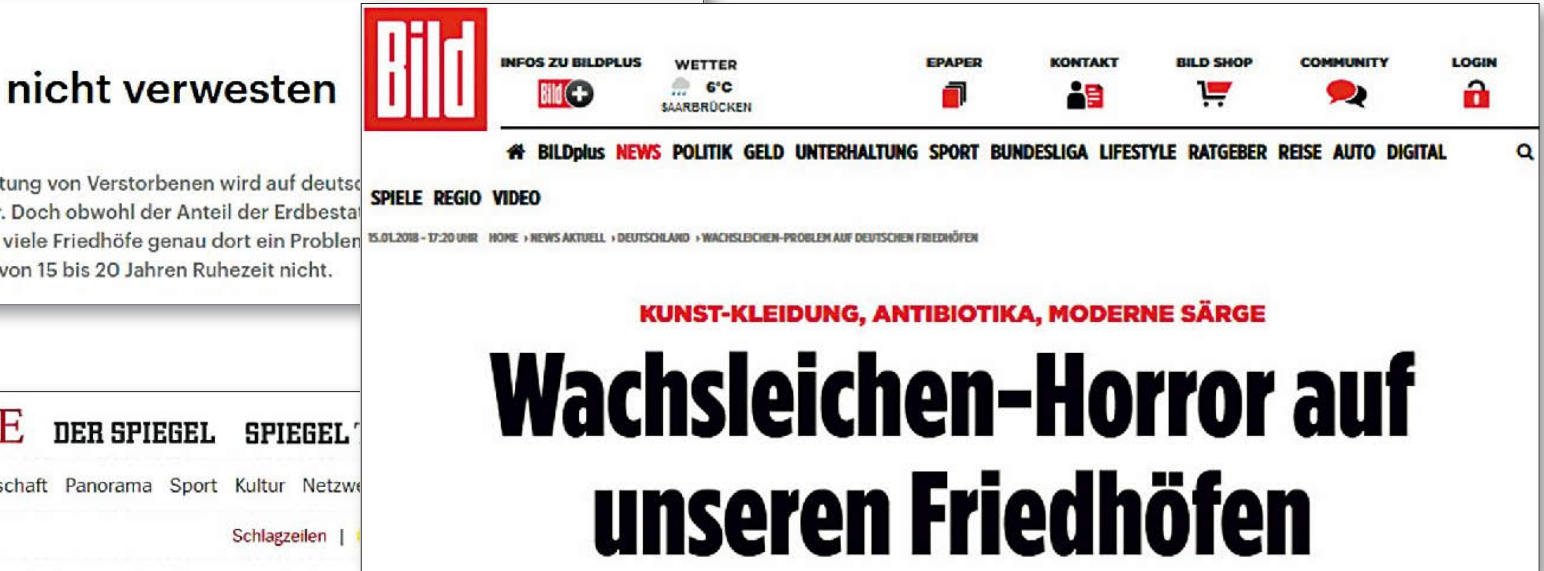 nicht verwesten
tung von Verstorbenen wird auf deutsc
. Doch obwohl der Anteil der Erdbesta
viele Friedhöfe genau dort ein Problem
von 15 bis 20 Jahren Ruhezeit nicht.
E DER SPIEGEL SPIEGEL T
schaft Panorama Sport Kultur Netzwe
Schlagzeilen |
Bild
INFOS ZU BILDPLUS WETTER EPAPER KONTAKT BILD SHOP COMMUNITY LOGIN
Bild + 6°C
SAARBRÜCKEN
BILDplus NEWS POLITIK GELD UNTERHALTUNG SPORT BUNDESLIGA LIFESTYLE RATGEBER REISE AUTO DIGITAL
SPIELE REGIO VIDEO
15.01.2018 - 17:20 UHR HOME › NEWS AKTUELL › DEUTSCHLAND › WACHSLEICHEN-PROBLEM AUF DEUTSCHEN FRIEDHÖFEN
KUNST-KLEIDUNG, ANTIBIOTIKA, MODERNE SÄRGE
Wachsleichen-Horror auf
unseren Friedhöfen